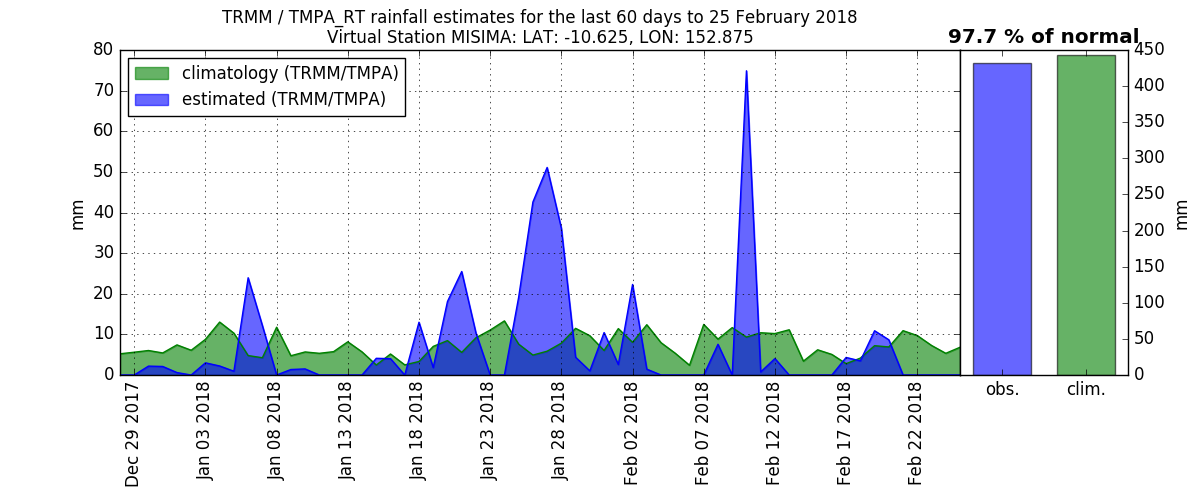 TRMM / TMPA_RT rainfall estimates for the last 60 days to 25 February 2018
Virtual Station MISIMA: LAT: -10.625, LON: 152.875
97.7 % of normal
climatology (TRMM/TMPA)
estimated (TRMM/TMPA)
80
70
60
50
40
30
20
10
0
mm
Dec 29 2017
Jan 03 2018
Jan 08 2018
Jan 13 2018
Jan 18 2018
Jan 23 2018
Jan 28 2018
Feb 02 2018
Feb 07 2018
Feb 12 2018
Feb 17 2018
Feb 22 2018
450
400
350
300
250
200
150
100
50
0
mm
obs.
clim.